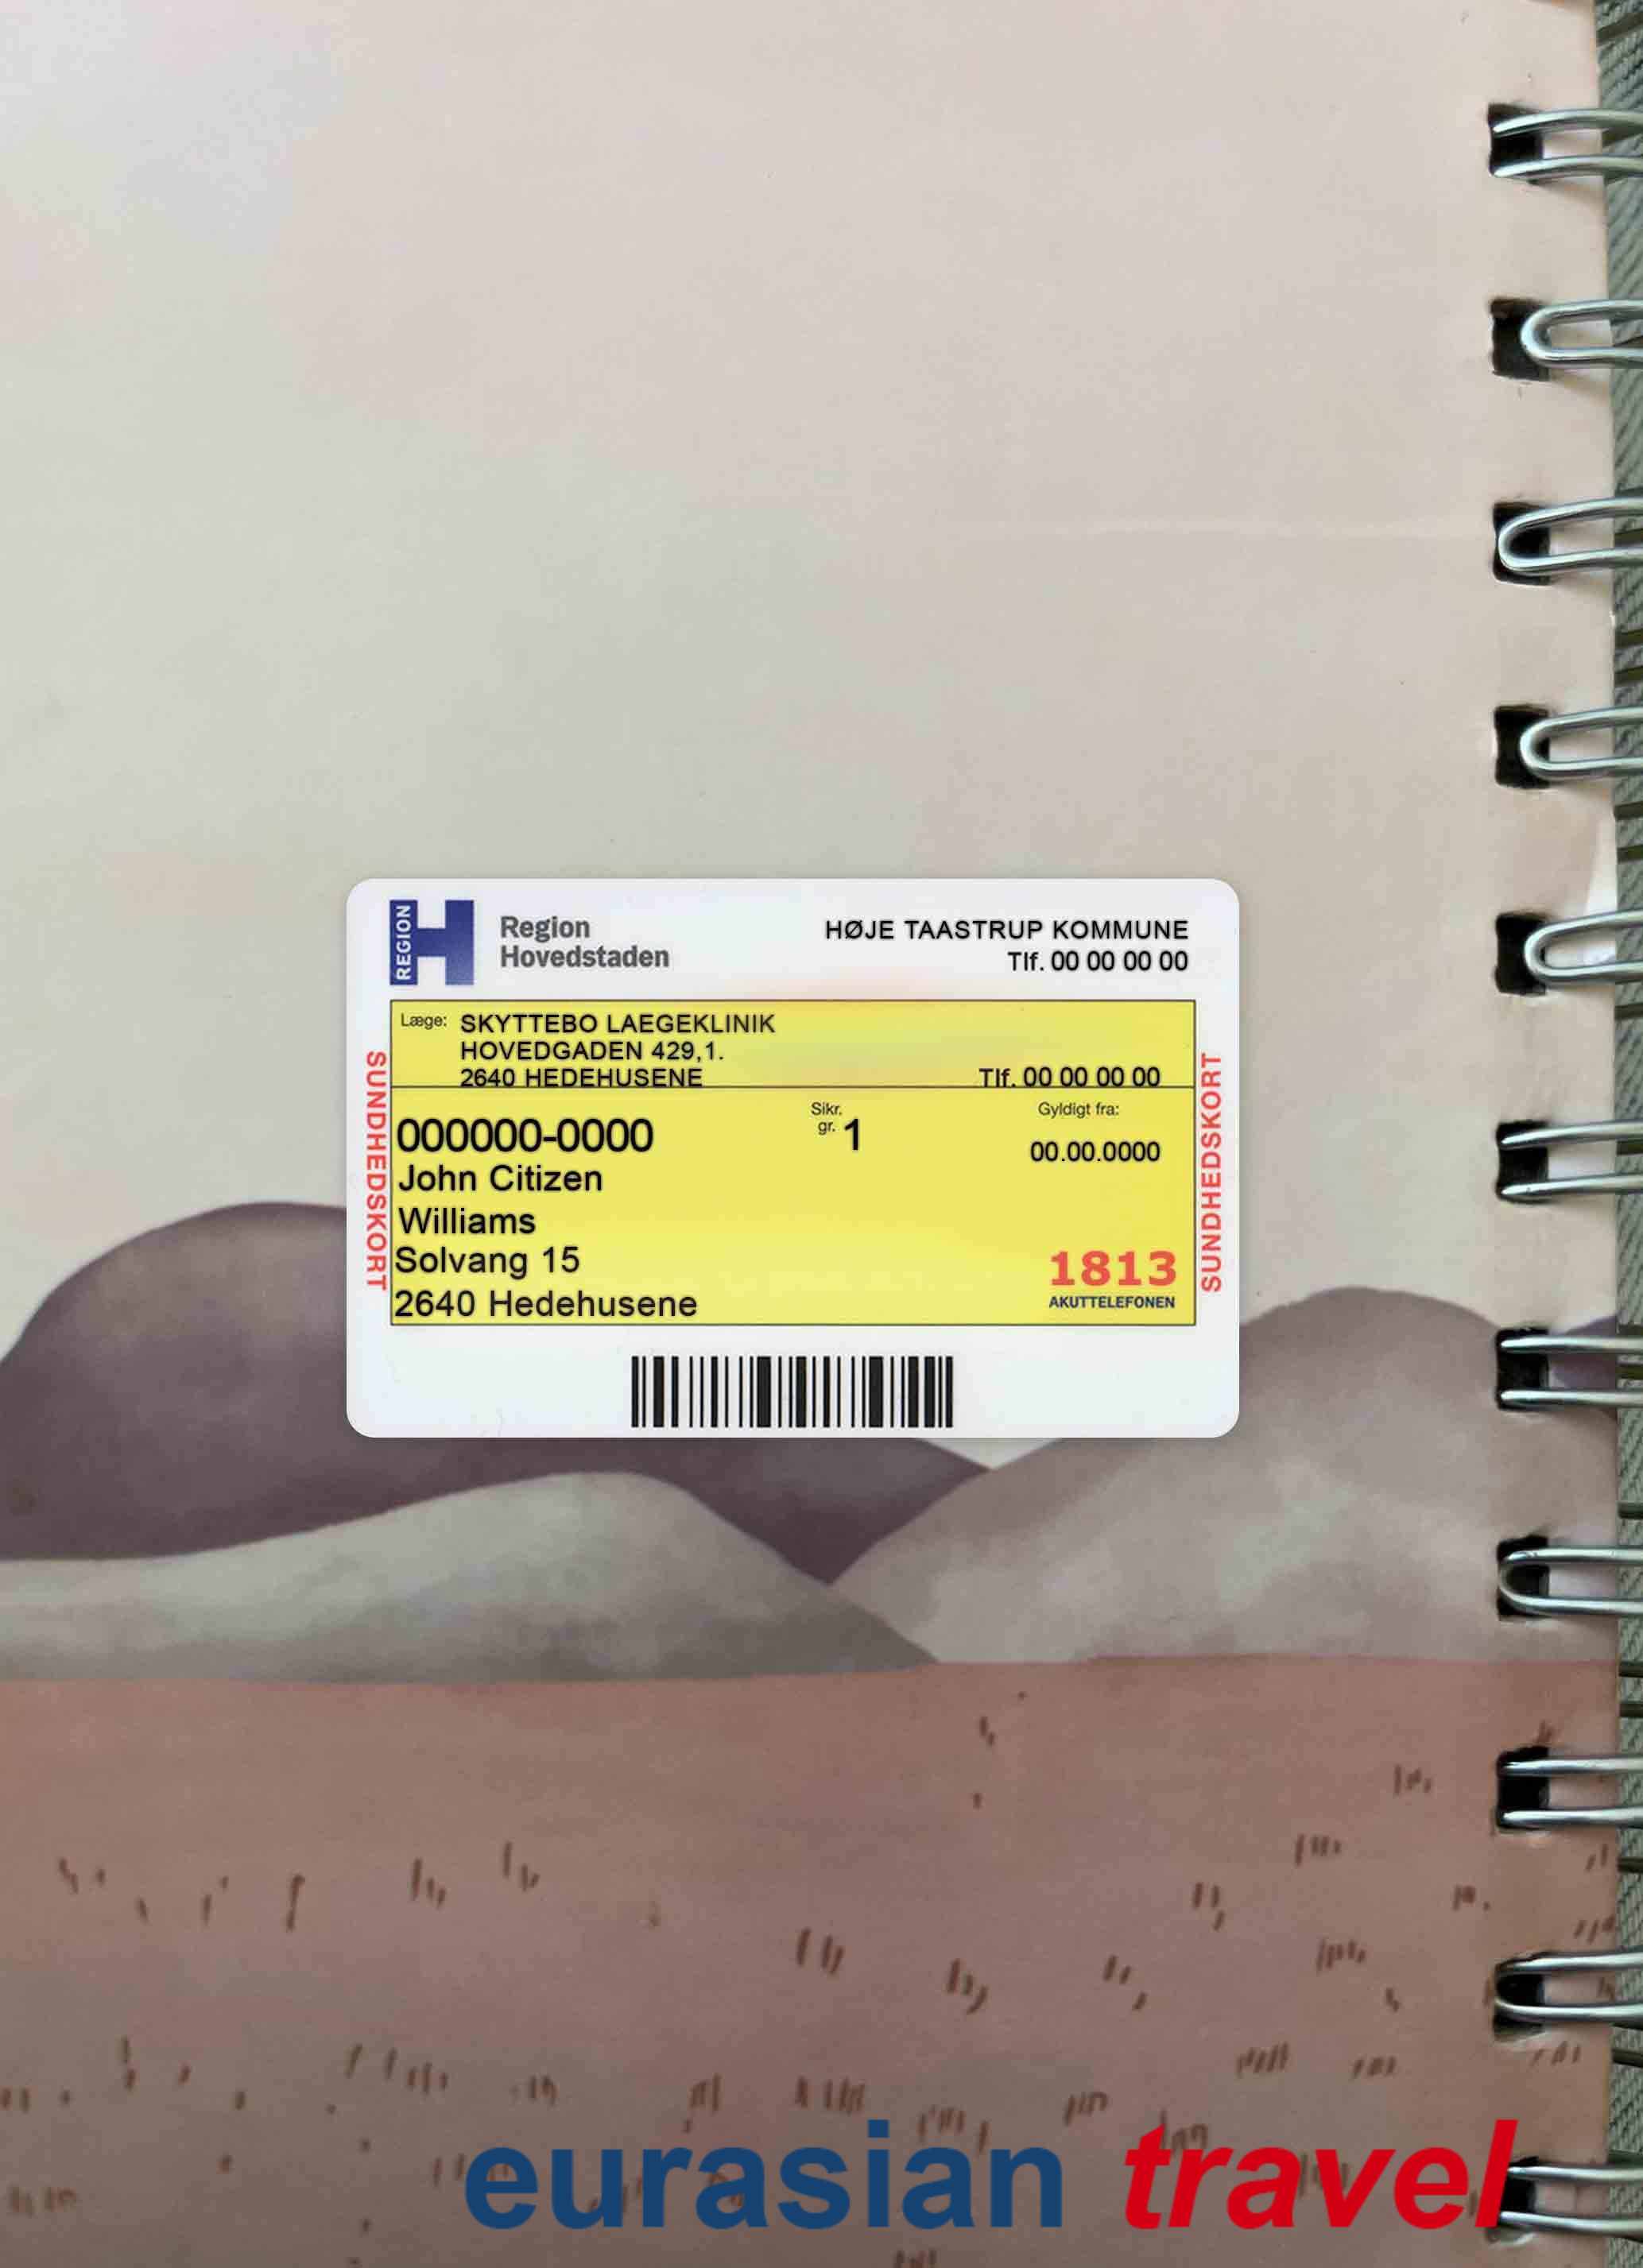 REGION
Region
Hovedstaden
HØJE TAASTRUP KOMMUNE
Tlf. 00 00 00 00
Læge: SKYTTEBO LAEGEKLINIK
HOVEDGADEN 429,1.
2640 HEDEHUSENE
Tlf. 00 00 00 00
SUNDHEDSKORT
000000-0000
Sikr.
gr. 1
Gyldigt fra:
00.00.0000
John Citizen
Williams
Solvang 15
2640 Hedehusene
1813
AKUTTELEFONEN
SUNDHEDSKORT
eurasian travel